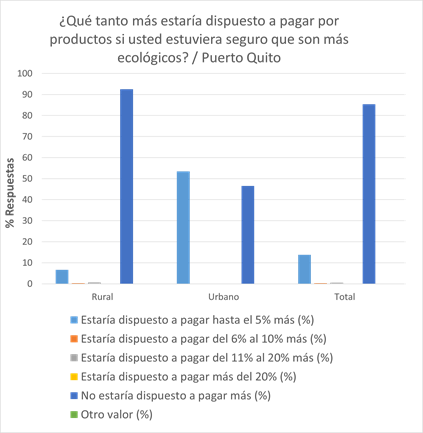 ¿Qué tanto más estaría dispuesto a pagar por
productos si usted estuviera seguro que son más
ecológicos? / Puerto Quito
% Respuestas
100
90
80
70
60
50
40
30
20
10
0
Rural
Urbano
Total
Estaría dispuesto a pagar hasta el 5% más (%)
Estaría dispuesto a pagar del 6% al 10% más (%)
Estaría dispuesto a pagar del 11% al 20% más (%)
Estaría dispuesto a pagar más del 20% (%)
No estaría dispuesto a pagar más (%)
Otro valor (%)